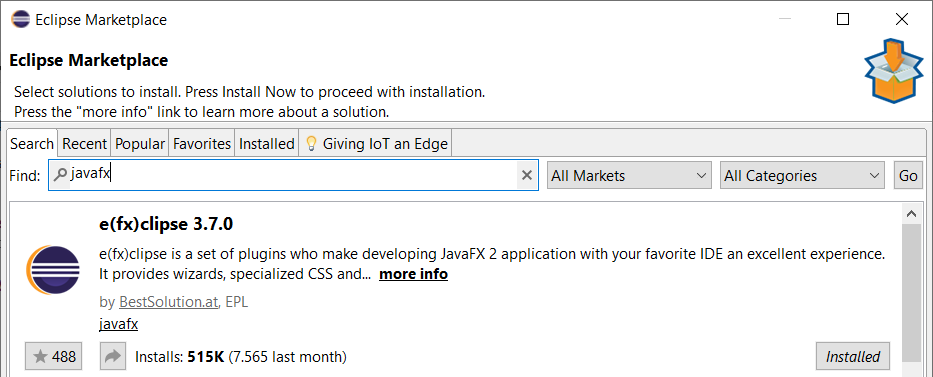 Eclipse Marketplace
Eclipse Marketplace
Select solutions to install. Press Install Now to proceed with installation.
Press the "more info" link to learn more about a solution.
Search Recent Popular Favorites Installed Giving IoT an Edge
Find: javafx All Markets All Categories Go
e(fx)clipse 3.7.0
e(fx)clipse is a set of plugins who make developing JavaFX 2 application with your favorite IDE an excellent experience.
It provides wizards, specialized CSS and... more info
by BestSolution.at, EPL
javafx
488 Installs: 515K (7.565 last month) Installed